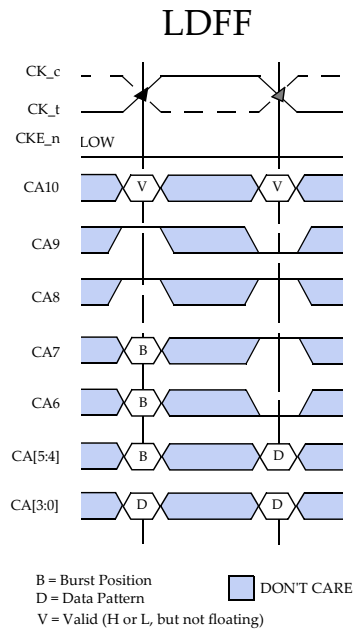 LDFF
CK_c
CK_t
CKE_n LOW
CA10 V V
CA9
CA8
CA7 B
CA6 B
CA[5:4] B D
CA[3:0] D D
B = Burst Position
D = Data Pattern
V = Valid (H or L, but not floating)
DON'T CARE